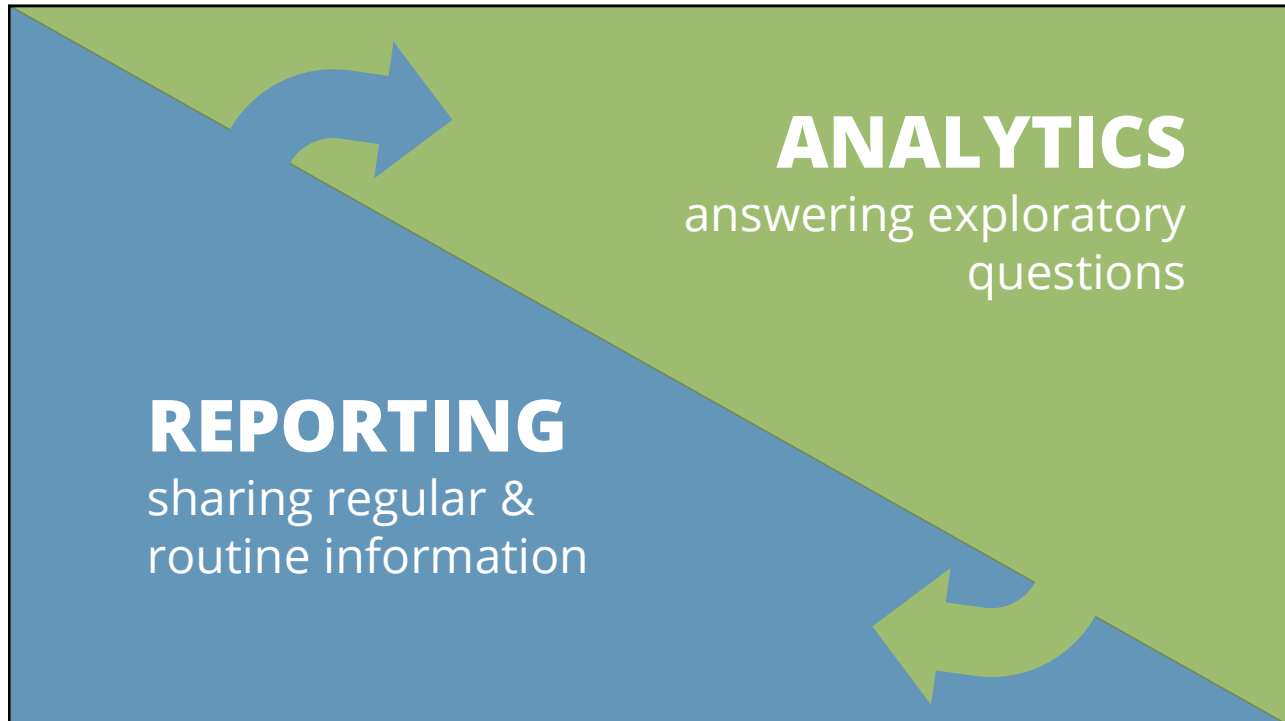 ANALYTICS
answering exploratory
questions
REPORTING
sharing regular &
routine information